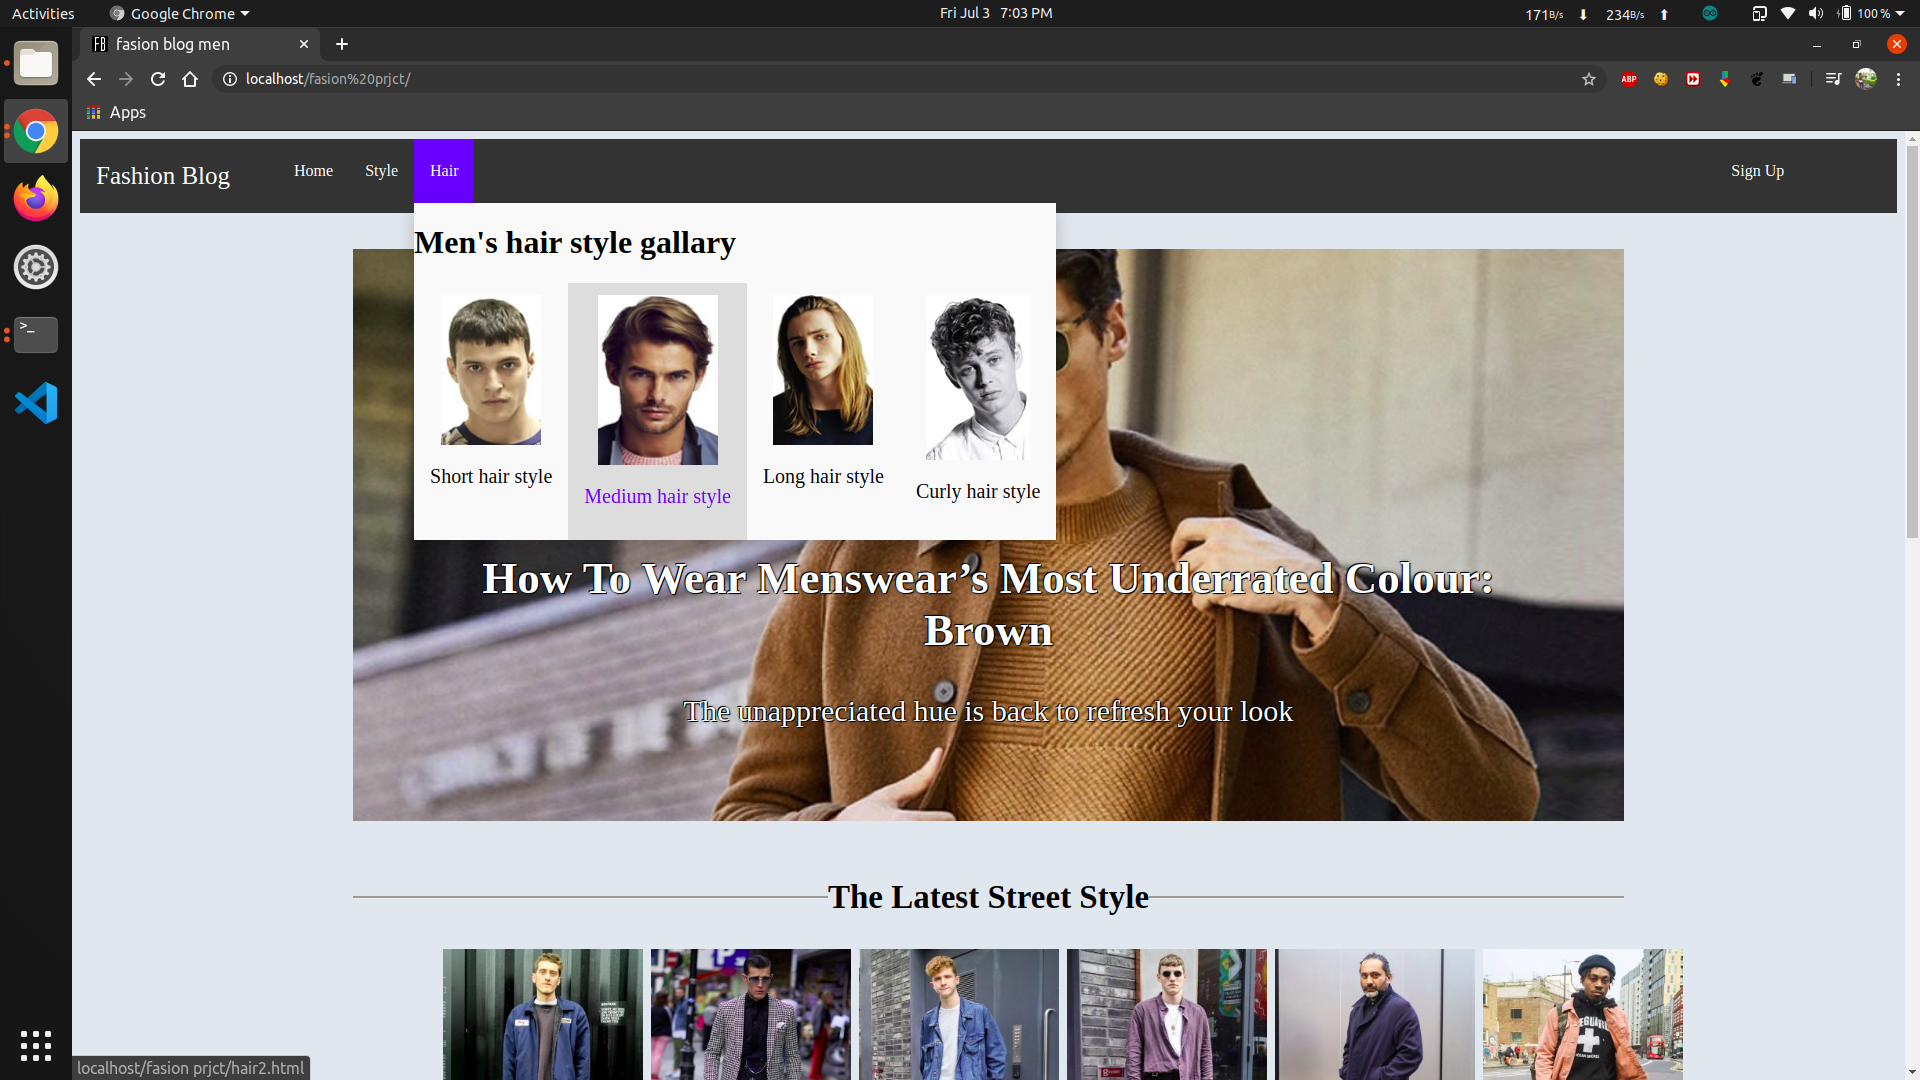 Activities
Google Chrome
Fri Jul 3 7:03 PM
171B/s
234B/s
100 %
FB
fasion blog men
localhost/fasion%20prjct/
ABP
Apps
Fashion Blog
Home
Style
Hair
Sign Up
Men's hair style gallary
Short hair style
Medium hair style
Long hair style
Curly hair style
How To Wear Menswear’s Most Underrated Colour:
Brown
The unappreciated hue is back to refresh your look
The Latest Street Style
localhost/fasion prjct/hair2.html